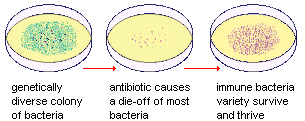 genetically
diverse colony
of bacteria
antibiotic causes
a die-off of most
bacteria
immune bacteria
variety survive
and thrive